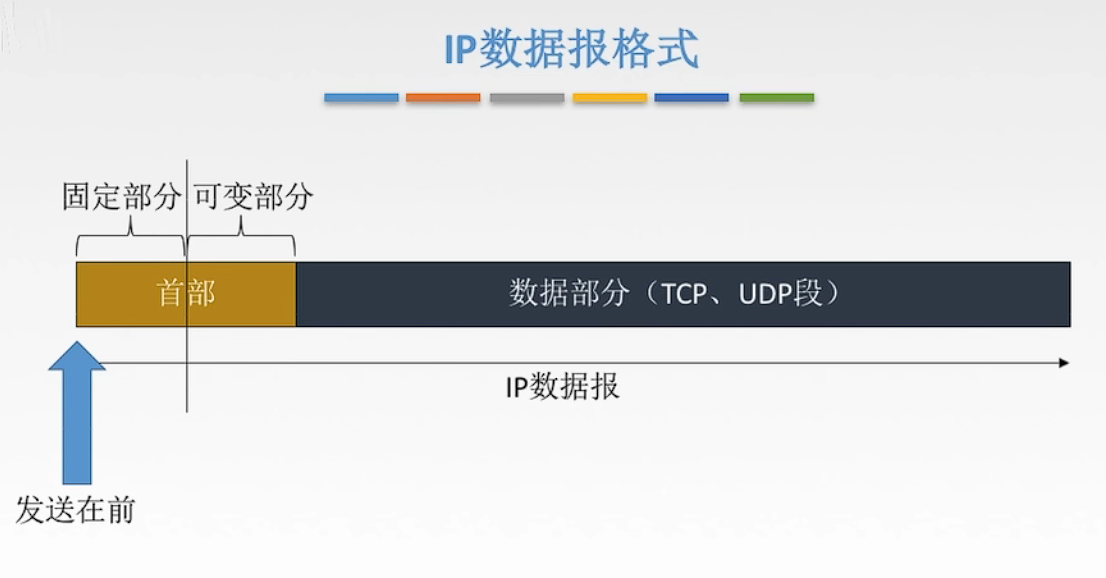 IP数据报格式
固定部分 可变部分
首部 数据部分（TCP、UDP段）
IP数据报
发送在前